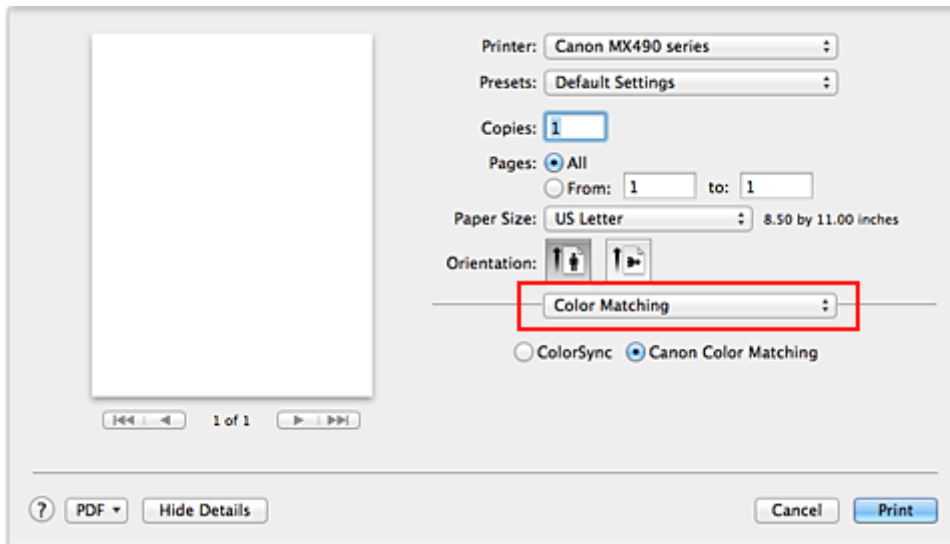 Printer: Canon MX490 series
Presets: Default Settings
Copies: 1
Pages: All
From: 1 to: 1
Paper Size: US Letter 8.50 by 11.00 inches
Orientation:
Color Matching
ColorSync Canon Color Matching
1 of 1
? PDF Hide Details Cancel Print